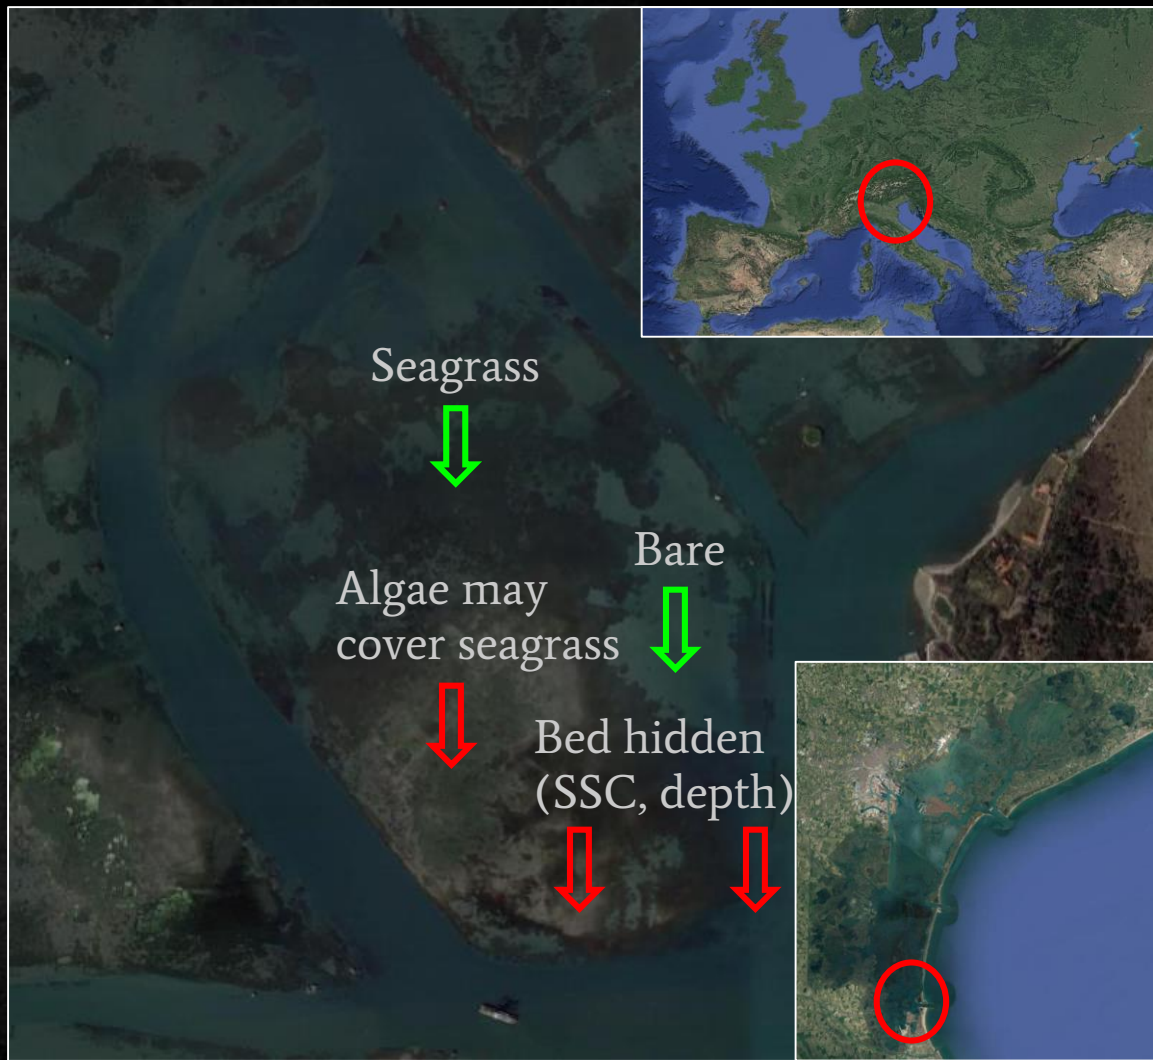 Seagrass
Bare
Algae may
cover seagrass
Bed hidden
(SSC, depth)